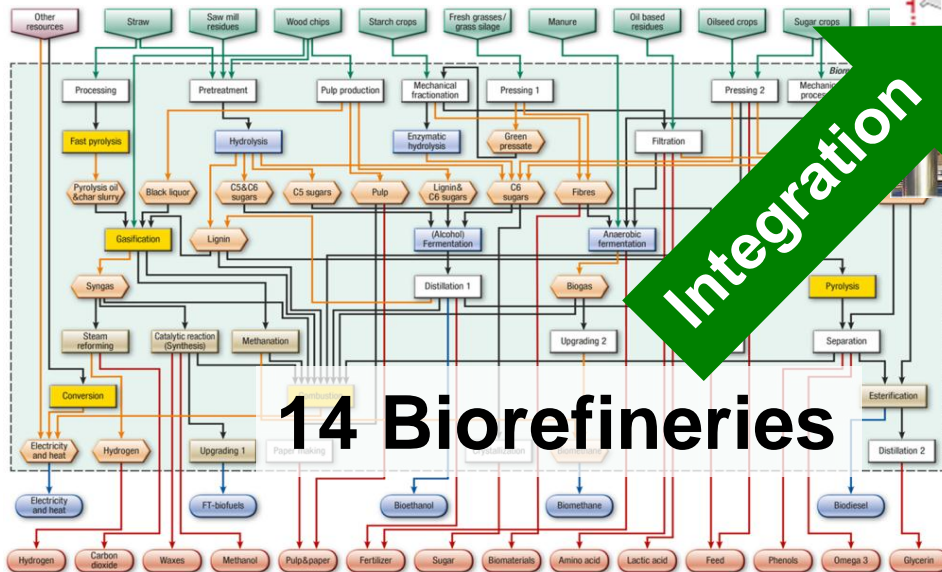 Other
resources
Straw
Saw mill
residues
Wood chips
Starch crops
Fresh grasses/
grass silage
Manure
Oil based
residues
Oilseed crops
Sugar crops
Processing
Pretreatment
Pulp production
Mechanical
fractionation
Pressing 1
Pressing 2
Fast pyrolysis
Hydrolysis
Enzymatic
hydrolysis
Green
pressate
Filtration
Integration
Pyrolysis oil
&char slurry
Black liquor
C5&C6
sugars
C5 sugars
Pulp
Lignin&
C6 sugars
C6
sugars
Fibres
Gasification
Lignin
(Alcohol)
Fermentation
Anaerobic
fermentation
Syngas
Distillation 1
Biogas
Pyrolysis
Steam
reforming
Catalytic reaction
(Synthesis)
Methanation
Upgrading 2
Separation
Conversion
Esterification
14 Biorefineries
Electricity
and heat
Hydrogen
Upgrading 1
Paper making
Crystallization
Biomethane
Distillation 2
Electricity
and heat
FT-biofuels
Bioethanol
Biomethane
Biodiesel
Hydrogen
Carbon
dioxide
Waxes
Methanol
Pulp&paper
Fertilizer
Sugar
Biomaterials
Amino acid
Lactic acid
Feed
Phenols
Omega 3
Glycerin